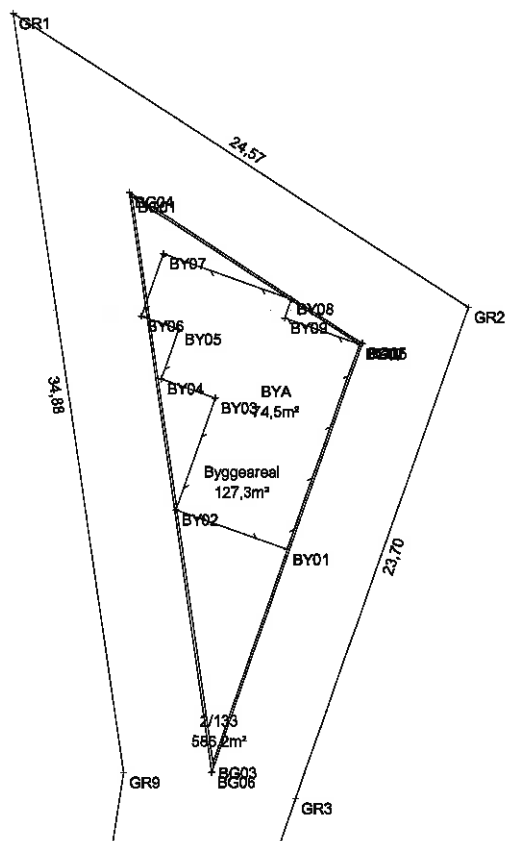 GR1
24,57
BG01
BY07
BY08
GR2
BY06
BY09
BY05
34,88
BY04
BYA
BY03
74,5m²
Byggeareal
127,3m²
BY02
BY01
23,70
2/133
586,2m²
BG03
GR9
BG06
GR3